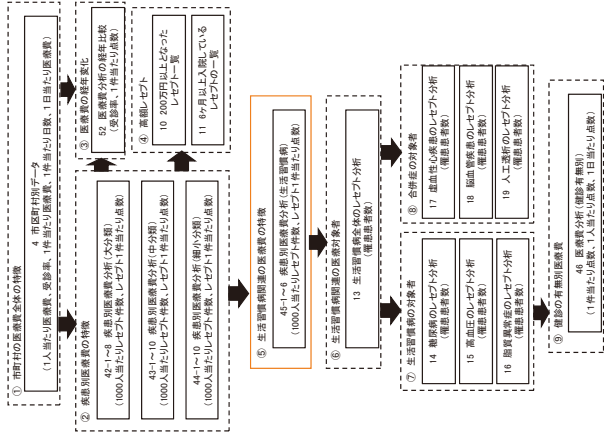 ① 市町村の医療費全体の特徴
4 市区町村別データ
(1人当たり医療費、受診率、1件当たり医療費、1件当たり日数、1日当たり医療費)
② 疾患別医療費の特徴
42-1~8 疾患別医療費分析(大分類)
(1000人当たりレセプト件数、レセプト1件当たり点数)
43-1~10 疾患別医療費分析(中分類)
(1000人当たりレセプト件数、レセプト1件当たり点数)
44-1~10 疾患別医療費分析(細小分類)
(1000人当たりレセプト件数、レセプト1件当たり点数)
③ 医療費の経年変化
52 医療費分析の経年比較
(受診率、1件当たり点数)
④ 高額レセプト
10 200万円以上となった
レセプト一覧
11 6ヶ月以上入院している
レセプトの一覧
⑤ 生活習慣病関連の医療費の特徴
45-1~6 疾患別医療費分析(生活習慣病)
(1000人当たりレセプト件数、レセプト1件当たり点数)
⑥ 生活習慣病関連の医療対象者
13 生活習慣病全体のレセプト分析
(罹患患者数)
⑦ 生活習慣病の対象者
14 糖尿病のレセプト分析
(罹患患者数)
15 高血圧のレセプト分析
(罹患患者数)
16 脂質異常症のレセプト分析
(罹患患者数)
⑧ 合併症の対象者
17 虚血性心疾患のレセプト分析
(罹患患者数)
18 脳血管疾患のレセプト分析
(罹患患者数)
19 人工透析のレセプト分析
(罹患患者数)
⑨ 健診の有無別医療費
46 医療費分析(健診有無別)
(1件当たり点数、1人当たり点数、1日当たり点数)